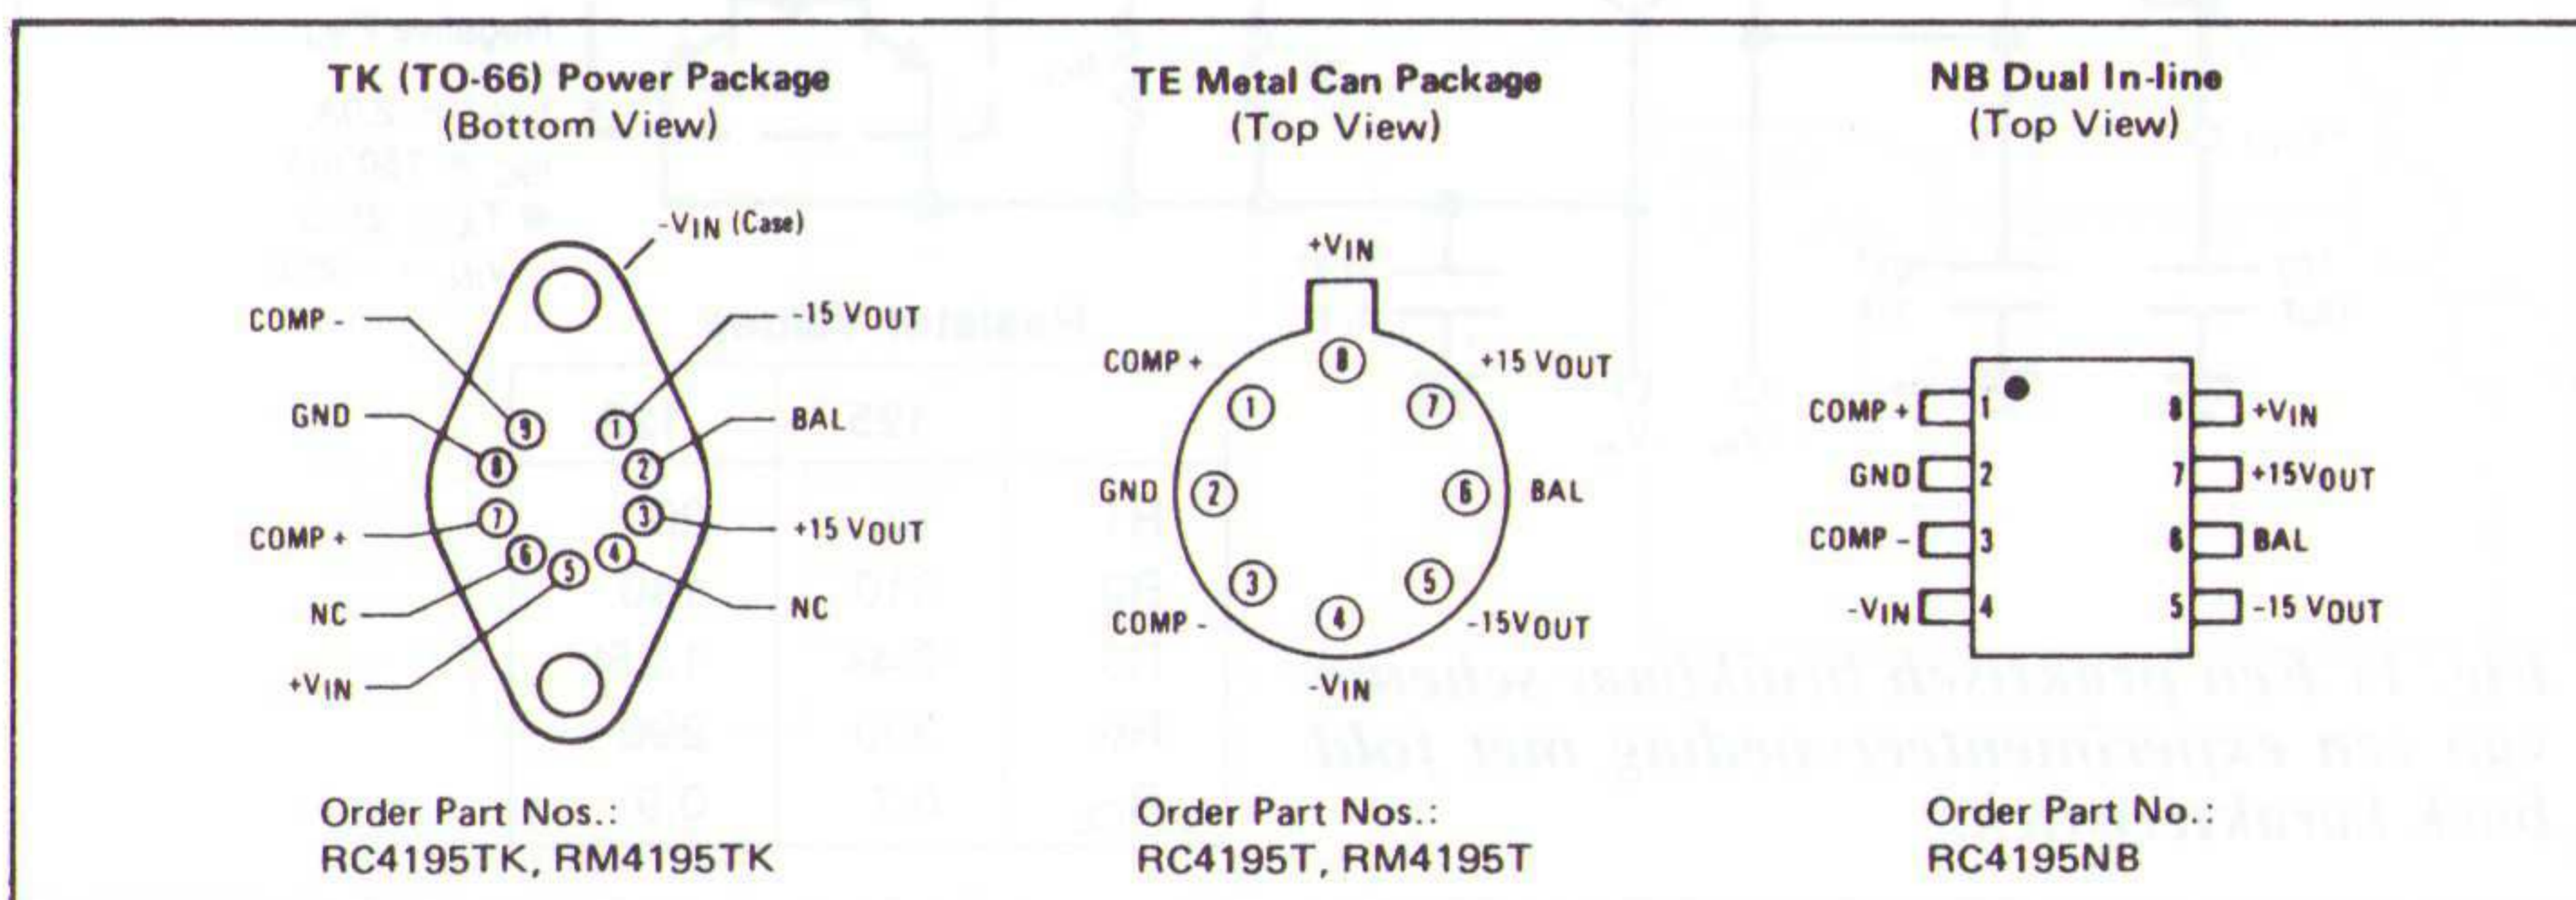 TK (TO-66) Power Package
(Bottom View)
-VIN (Case)
COMP -
-15 VOUT
GND
BAL
COMP +
+15 VOUT
NC
NC
+VIN
9
1
8
2
7
3
6
5
4
Order Part Nos.:
RC4195TK, RM4195TK
TE Metal Can Package
(Top View)
+VIN
COMP +
+15 VOUT
GND
BAL
COMP -
-15VOUT
-VIN
8
1
7
2
6
3
5
4
Order Part Nos.:
RC4195T, RM4195T
NB Dual In-line
(Top View)
COMP + 1 8 +VIN
GND 2 7 +15VOUT
COMP - 3 6 BAL
-VIN 4 5 -15 VOUT
Order Part No.:
RC4195NB